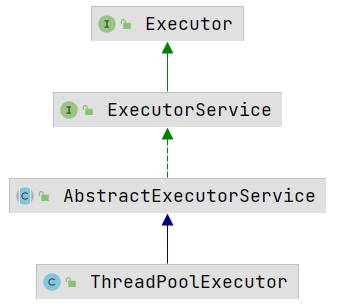 I Executor
I ExecutorService
C AbstractExecutorService
C ThreadPoolExecutor